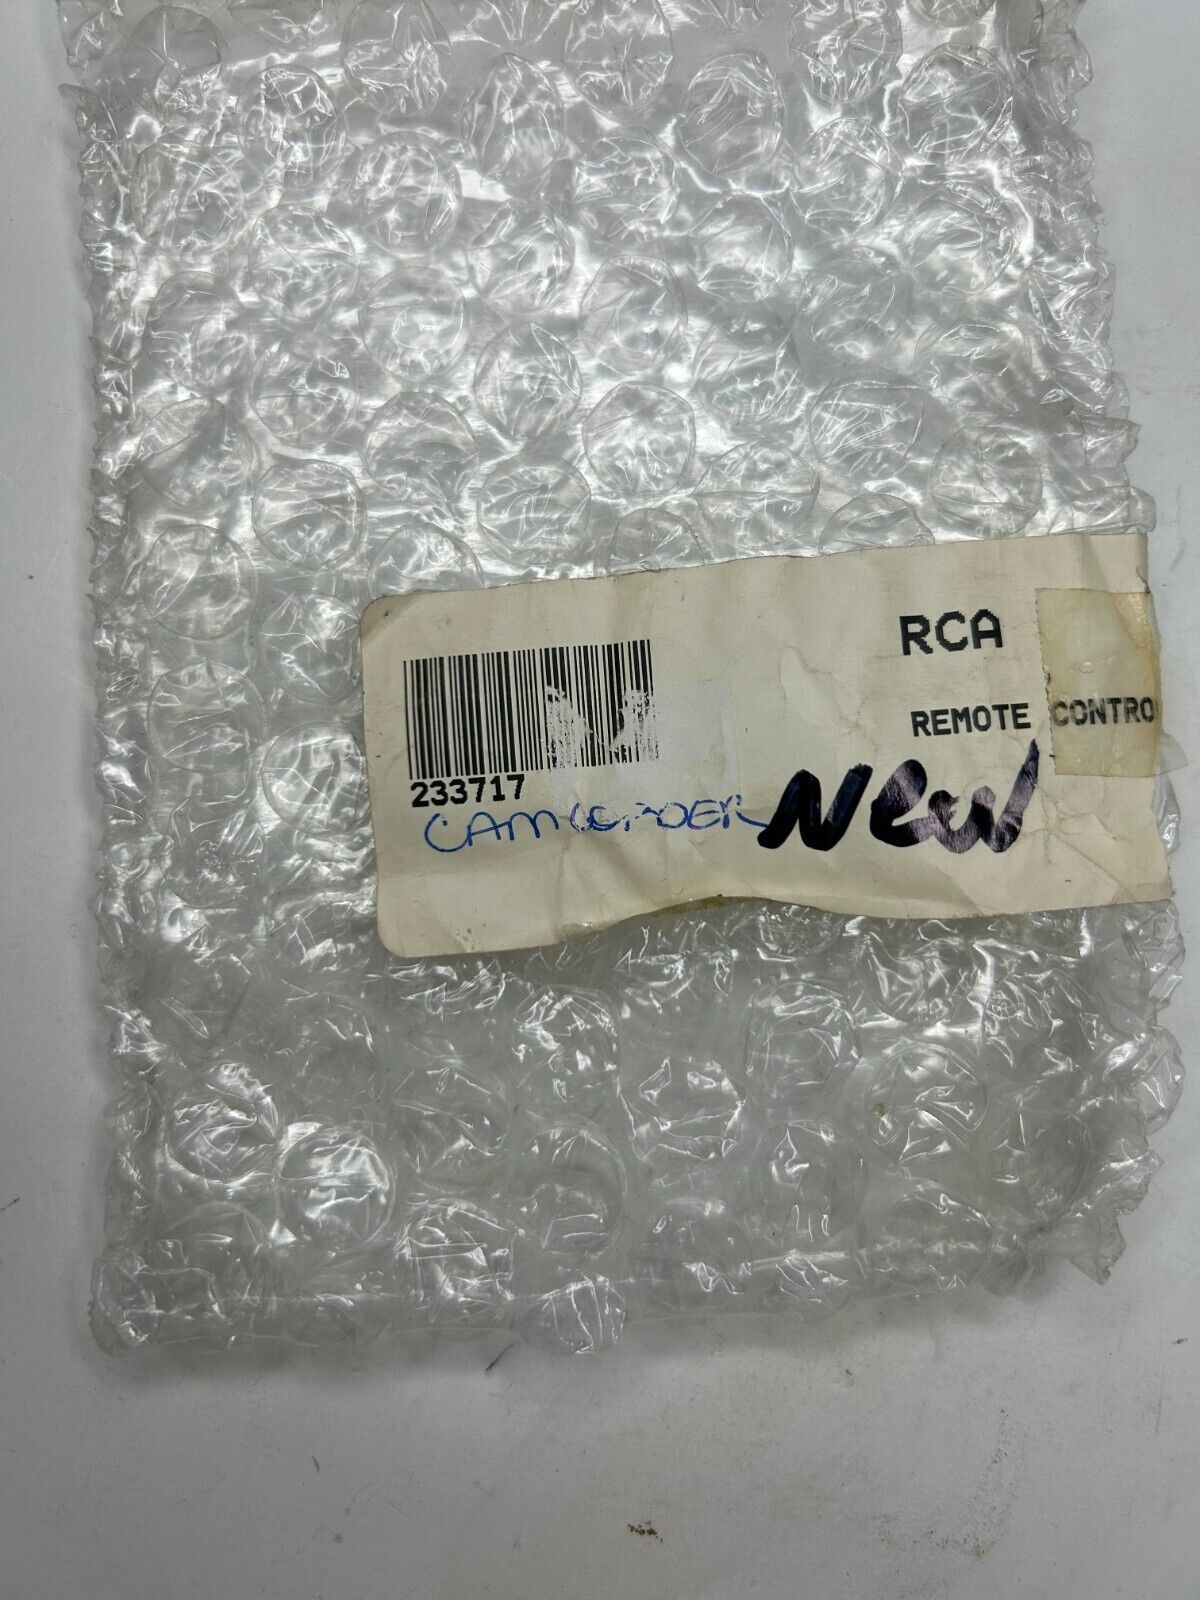 RCA
REMOTE CONTRO
233717
CAMCORDER New